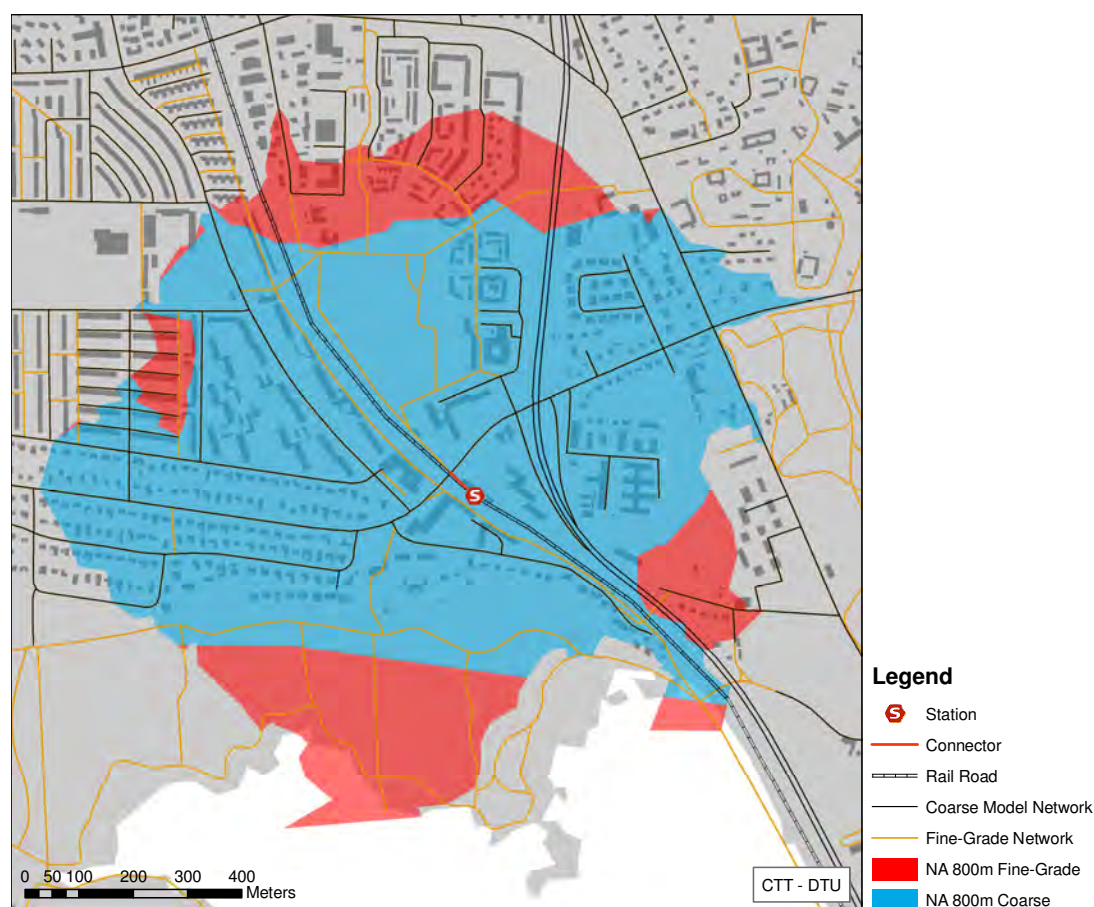 S
0 50 100 200 300 400
Meters
CTT - DTU
Legend
S Station
Connector
Rail Road
Coarse Model Network
Fine-Grade Network
NA 800m Fine-Grade
NA 800m Coarse